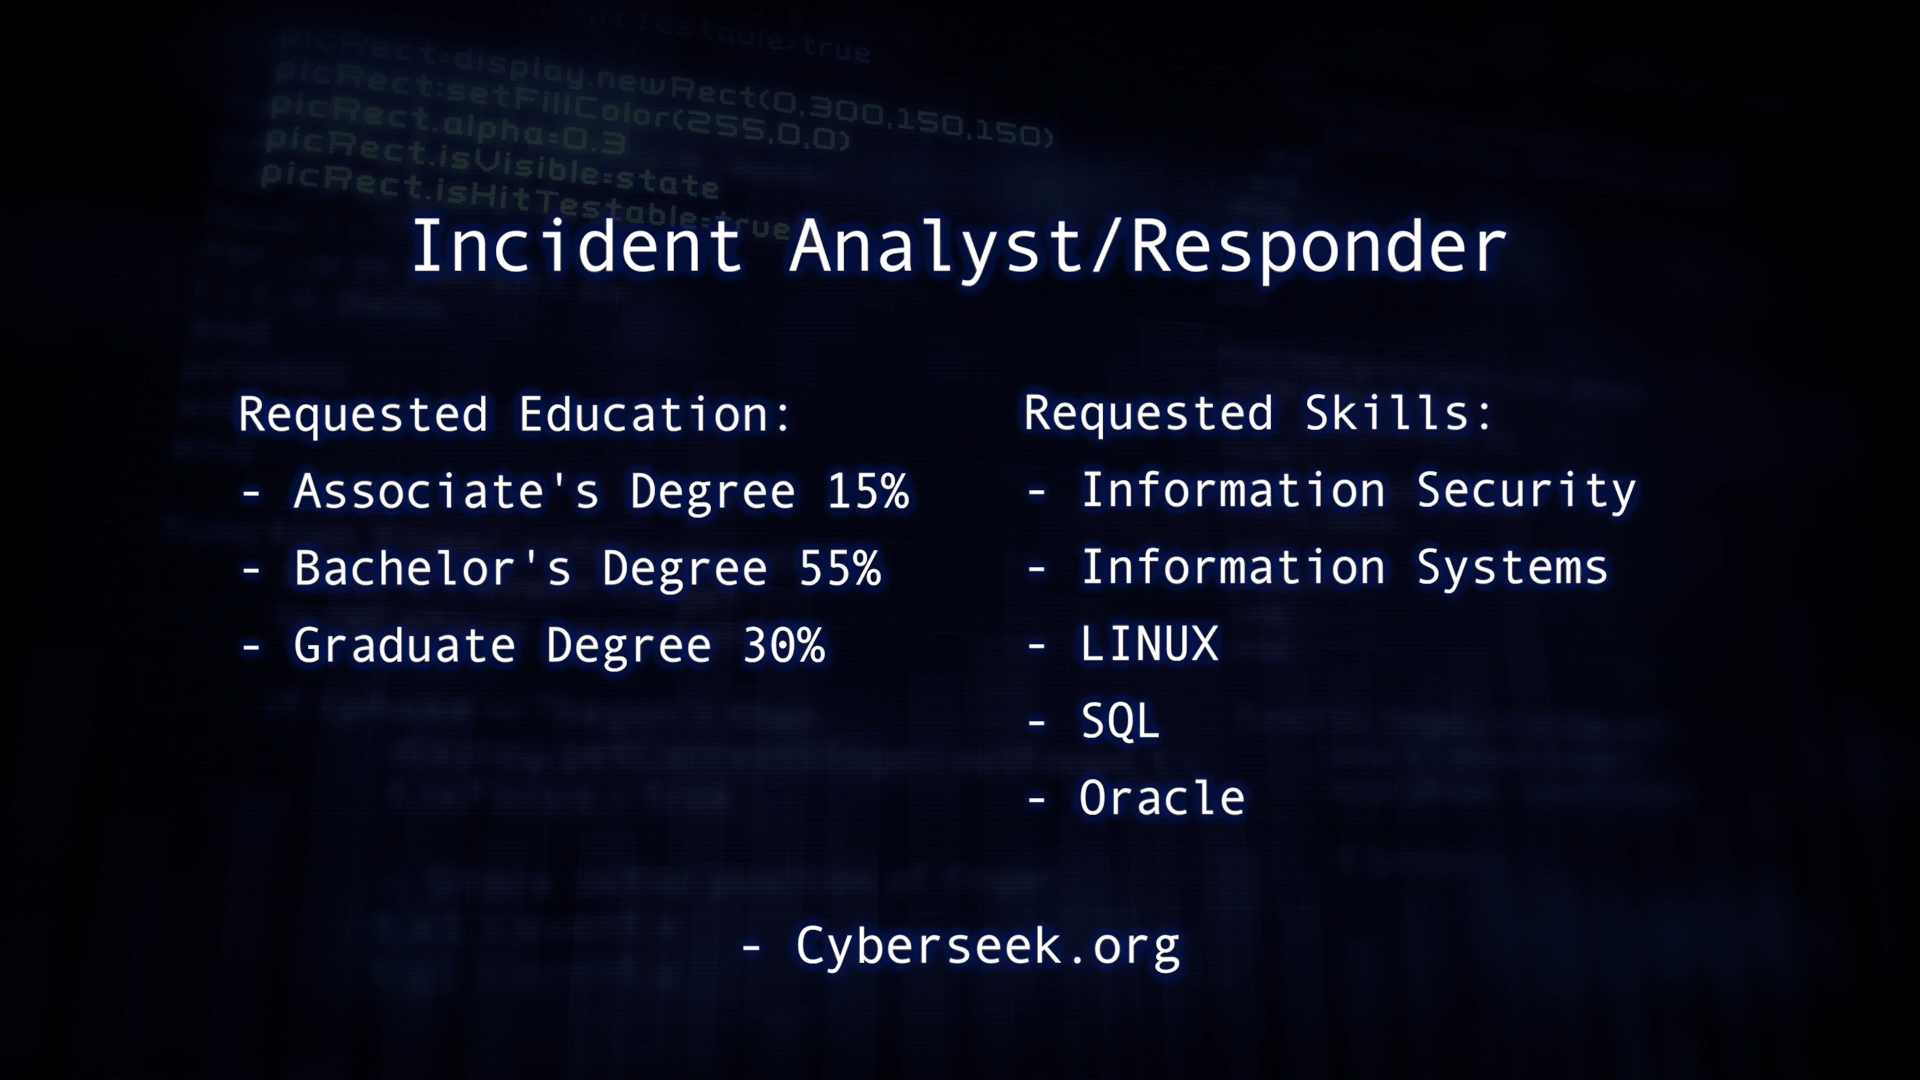 picRect=display.newRect(0,300,150,150)
picRect:setFillColor(255,0,0)
picRect.alpha=0.3
picRect.isVisible=state
picRect.isHitTestable=true
Incident Analyst/Responder
Requested Education:
- Associate's Degree 15%
- Bachelor's Degree 55%
- Graduate Degree 30%
Requested Skills:
- Information Security
- Information Systems
- LINUX
- SQL
- Oracle
- Cyberseek.org